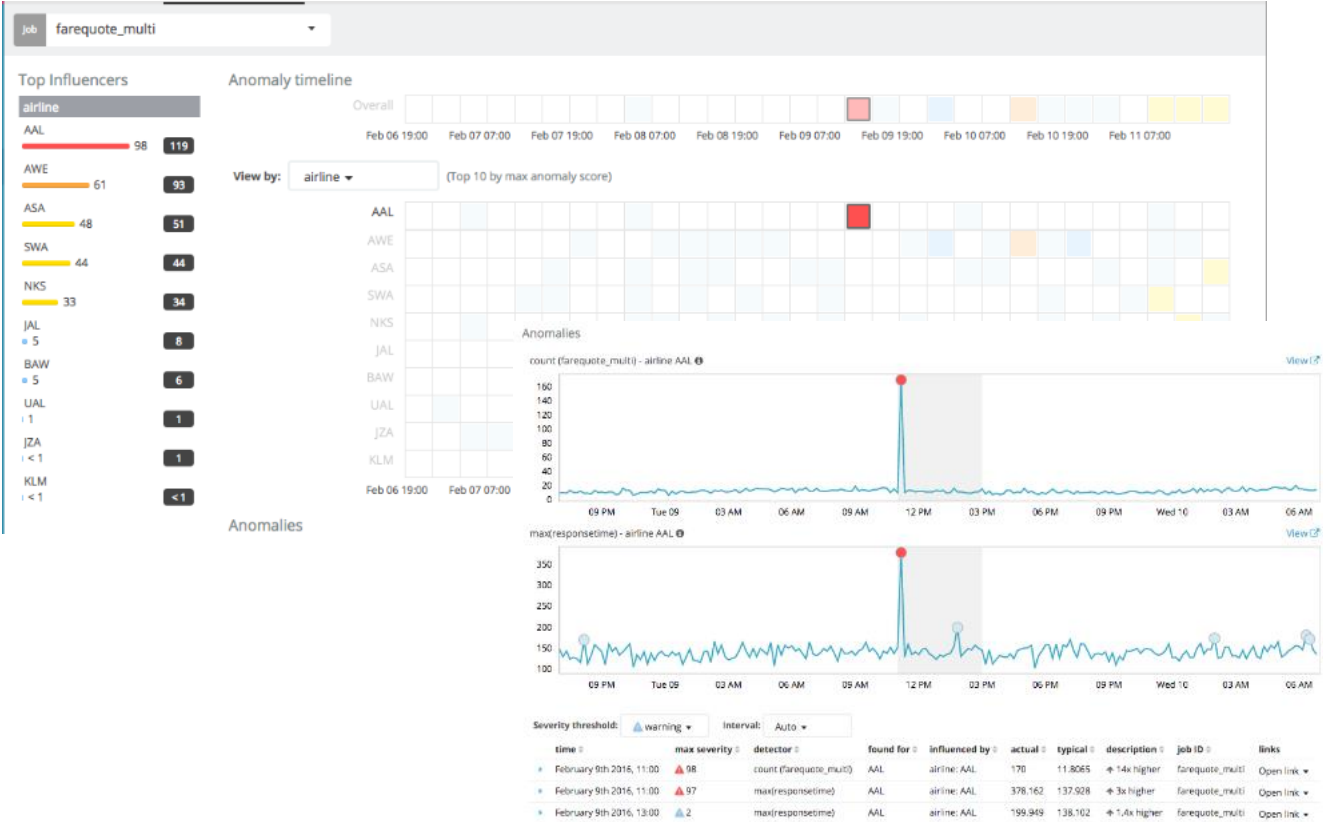 Job farequote_multi
Top Influencers
airline
AAL
98 119
AWE
61 93
ASA
48 51
SWA
44 44
NKS
33 34
JAL
5 8
BAW
5 6
UAL
1 1
JZA
< 1 1
KLM
< 1 < 1
Anomaly timeline
Overall
Feb 06 19:00 Feb 07 07:00 Feb 07 19:00 Feb 08 07:00 Feb 08 19:00 Feb 09 07:00 Feb 09 19:00 Feb 10 07:00 Feb 10 19:00 Feb 11 07:00
View by: airline (Top 10 by max anomaly score)
AAL
AWE
ASA
SWA
NKS
JAL
BAW
UAL
JZA
KLM
Feb 06 19:00 Feb 07 07:00
Anomalies
Anomalies
count (farequote_multi) - airline AAL View
160
140
120
100
80
60
40
20
0
09 PM Tue 09 03 AM 06 AM 09 AM 12 PM 03 PM 06 PM 09 PM Wed 10 03 AM 06 AM
max(responsetime) - airline AAL View
350
300
250
200
150
100
09 PM Tue 09 03 AM 06 AM 09 AM 12 PM 03 PM 06 PM 09 PM Wed 10 03 AM 06 AM
Severity threshold: warning Interval: Auto
time max severity detector found for influenced by actual typical description job ID links
February 9th 2016, 11:00 98 count (farequote_multi) AAL airline: AAL 170 11.8065 14x higher farequote_multi Open link
February 9th 2016, 11:00 97 max(responsetime) AAL airline: AAL 378.162 137.928 3x higher farequote_multi Open link
February 9th 2016, 13:00 2 max(responsetime) AAL airline: AAL 199.949 138.102 1.4x higher farequote_multi Open link